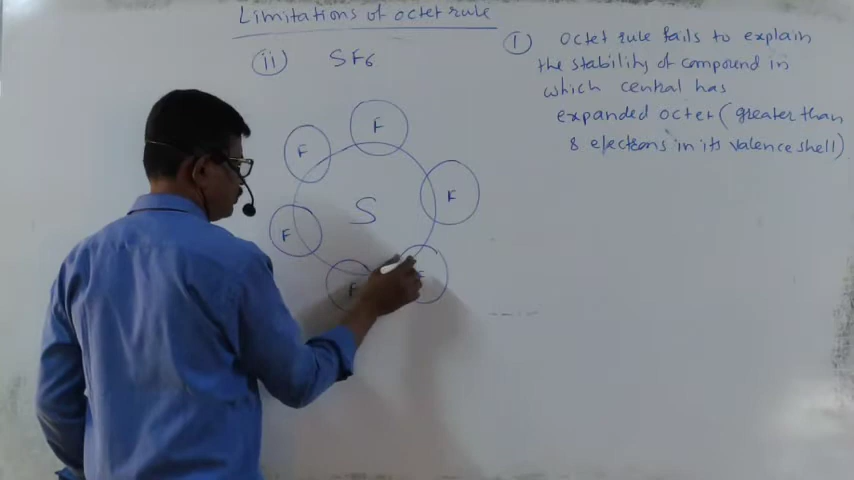 Limitations of octet rule
(ii) SF6
F
F
F
S
F
F
(1) Octet rule fails to explain
the stability of compound in
which central has
expanded octet (greater than
8 electrons in its valence shell)